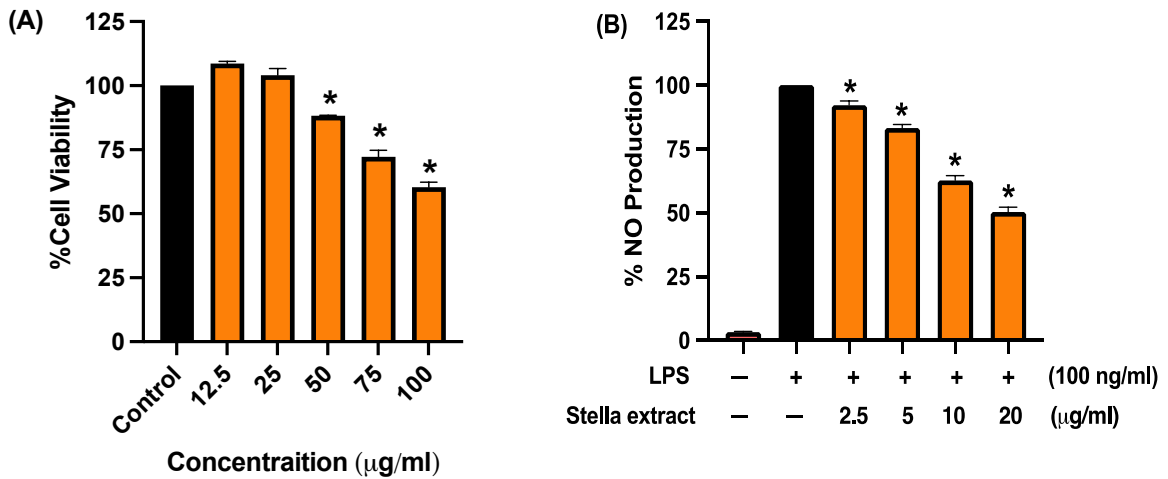 (A)
%Cell Viability
125
100
75
50
25
0
* * *
Control 12.5 25 50 75 100
Concentraition (μg/ml)
(B)
% NO Production
125
100
75
50
25
0
* * * *
LPS – + + + + + (100 ng/ml)
Stella extract – – 2.5 5 10 20 (μg/ml)